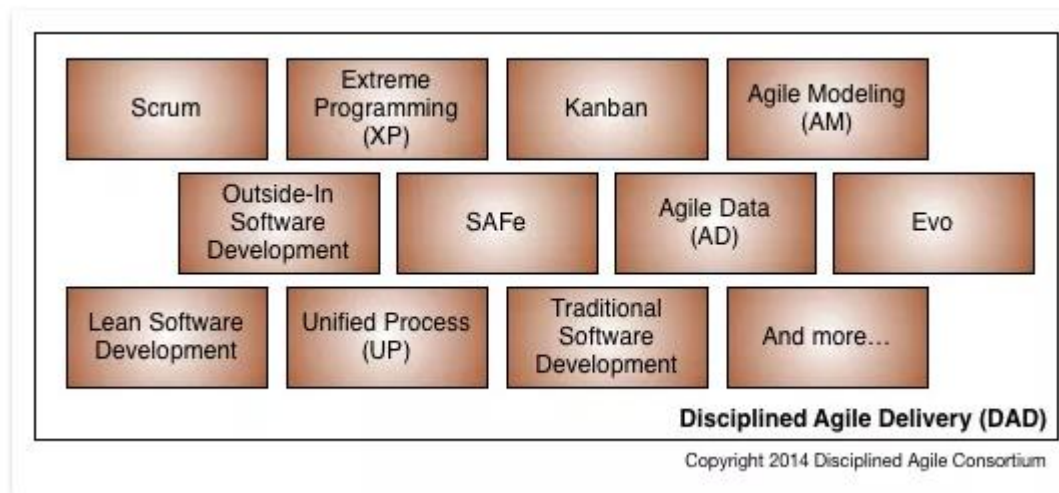 Scrum
Extreme
Programming
(XP)
Kanban
Agile Modeling
(AM)
Outside-In
Software
Development
SAFe
Agile Data
(AD)
Evo
Lean Software
Development
Unified Process
(UP)
Traditional
Software
Development
And more…
Disciplined Agile Delivery (DAD)
Copyright 2014 Disciplined Agile Consortium